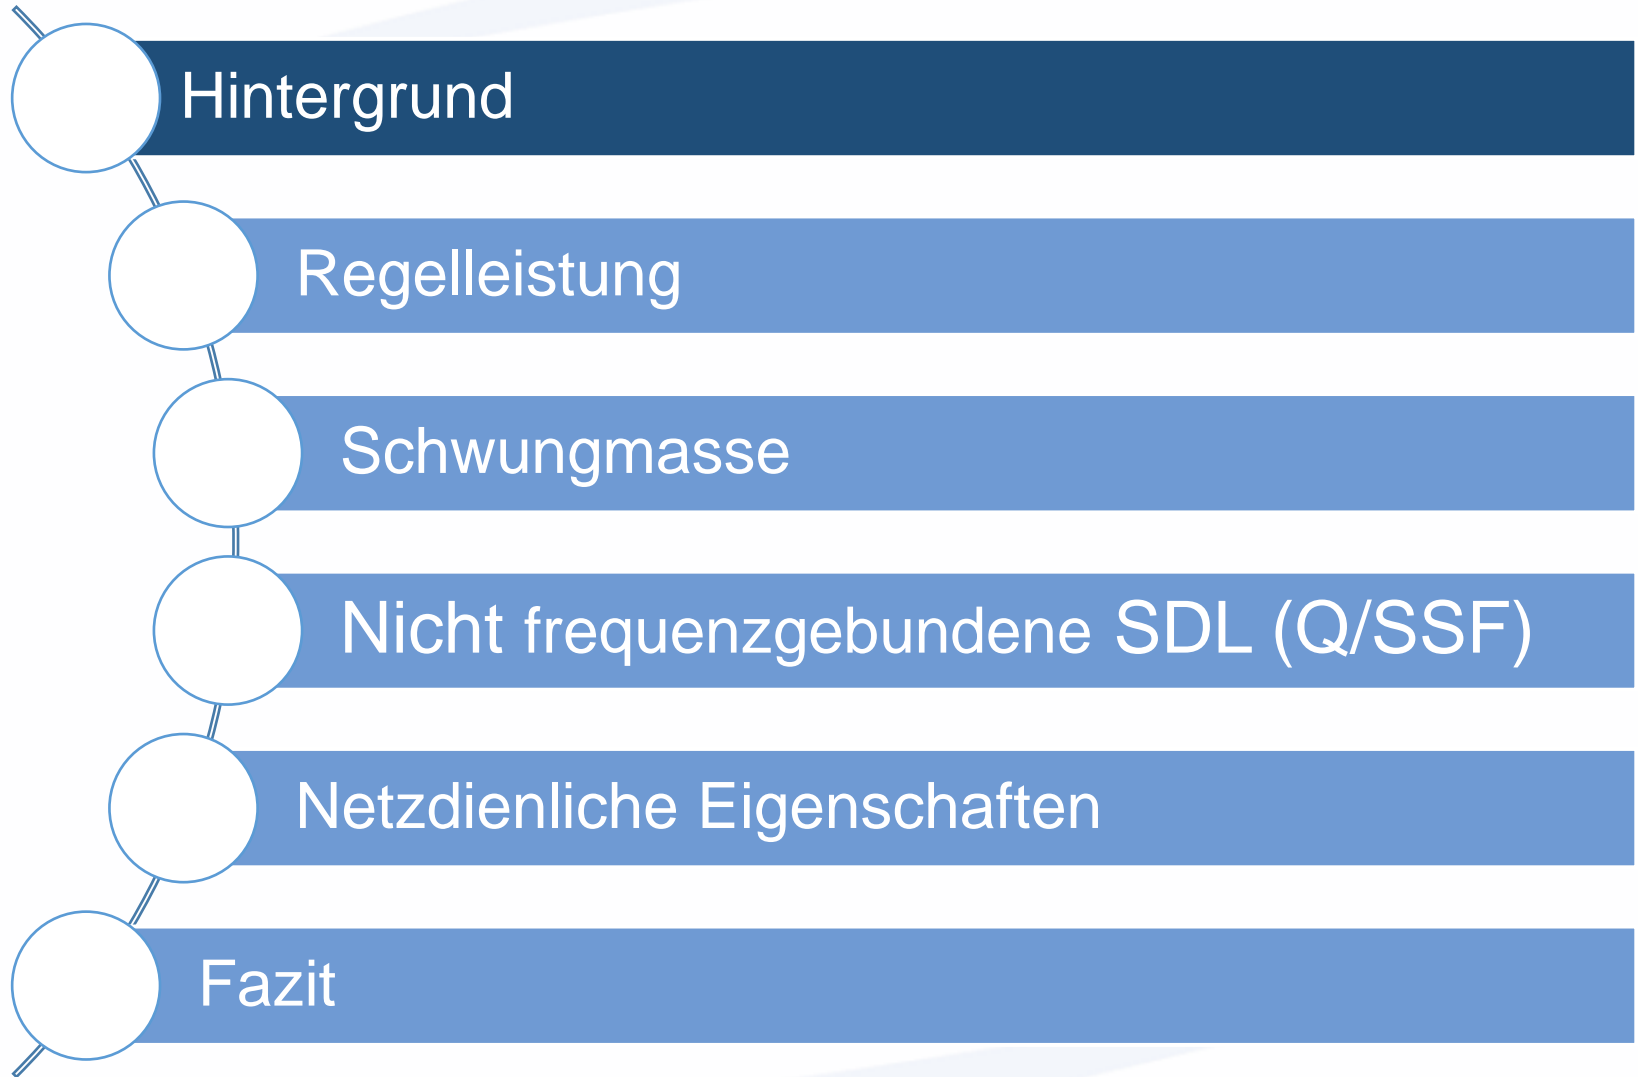 Hintergrund
Regelleistung
Schwungmasse
Nicht frequenzgebundene SDL (Q/SSF)
Netzdienliche Eigenschaften
Fazit